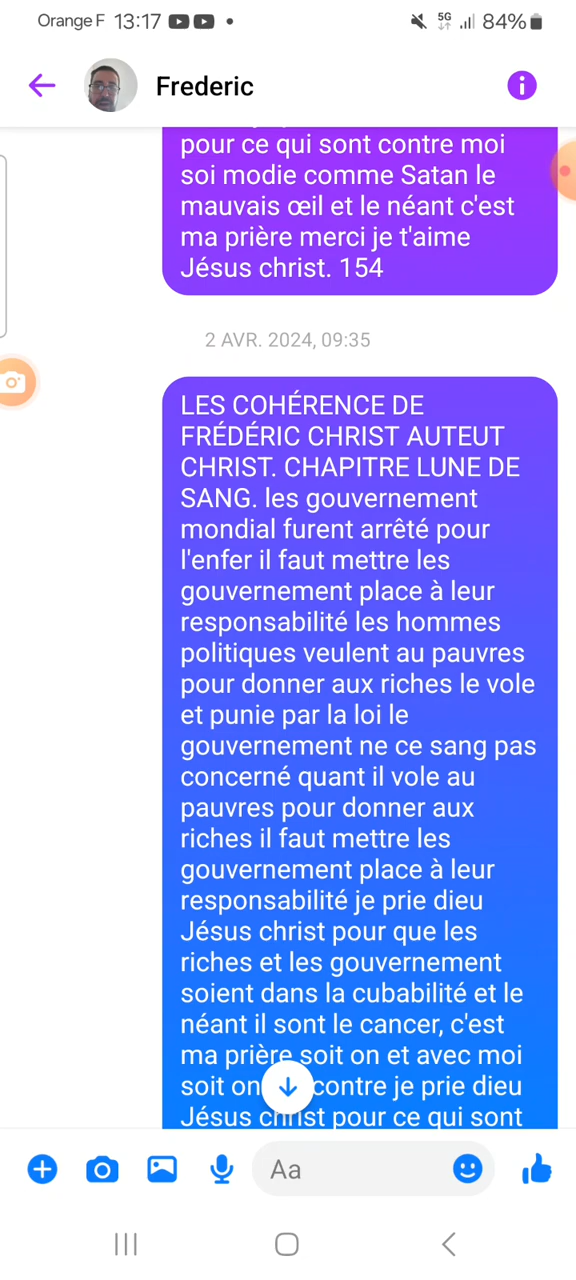 Orange F 13:17 5G 84%
Frederic
pour ce qui sont contre moi
soi modie comme Satan le
mauvais œil et le néant c'est
ma prière merci je t'aime
Jésus christ. 154
2 AVR. 2024, 09:35
LES COHÉRENCE DE
FRÉDÉRIC CHRIST AUTEUT
CHRIST. CHAPITRE LUNE DE
SANG. les gouvernement
mondial furent arrêté pour
l'enfer il faut mettre les
gouvernement place à leur
responsabilité les hommes
politiques veulent au pauvres
pour donner aux riches le vole
et punie par la loi le
gouvernement ne ce sang pas
concerné quant il vole au
pauvres pour donner aux
riches il faut mettre les
gouvernement place à leur
responsabilité je prie dieu
Jésus christ pour que les
riches et les gouvernement
soient dans la cubabilité et le
néant il sont le cancer, c'est
ma prière soit on et avec moi
soit on contre je prie dieu
Jésus christ pour ce qui sont
Aa